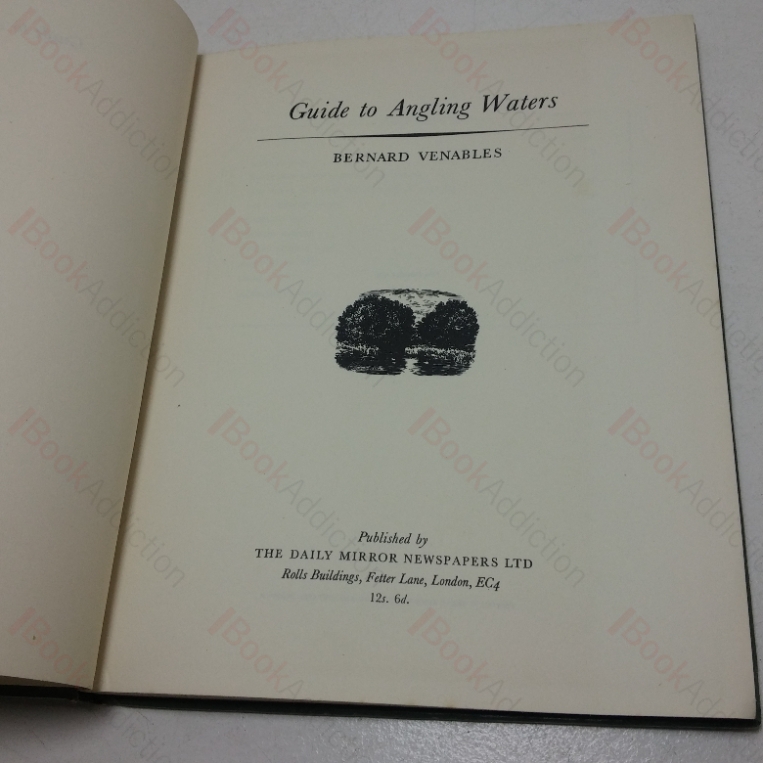 Guide to Angling Waters
BERNARD VENABLES
Published by
THE DAILY MIRROR NEWSPAPERS LTD
Rolls Buildings, Fetter Lane, London, EC4
12s. 6d.
BookAddiction